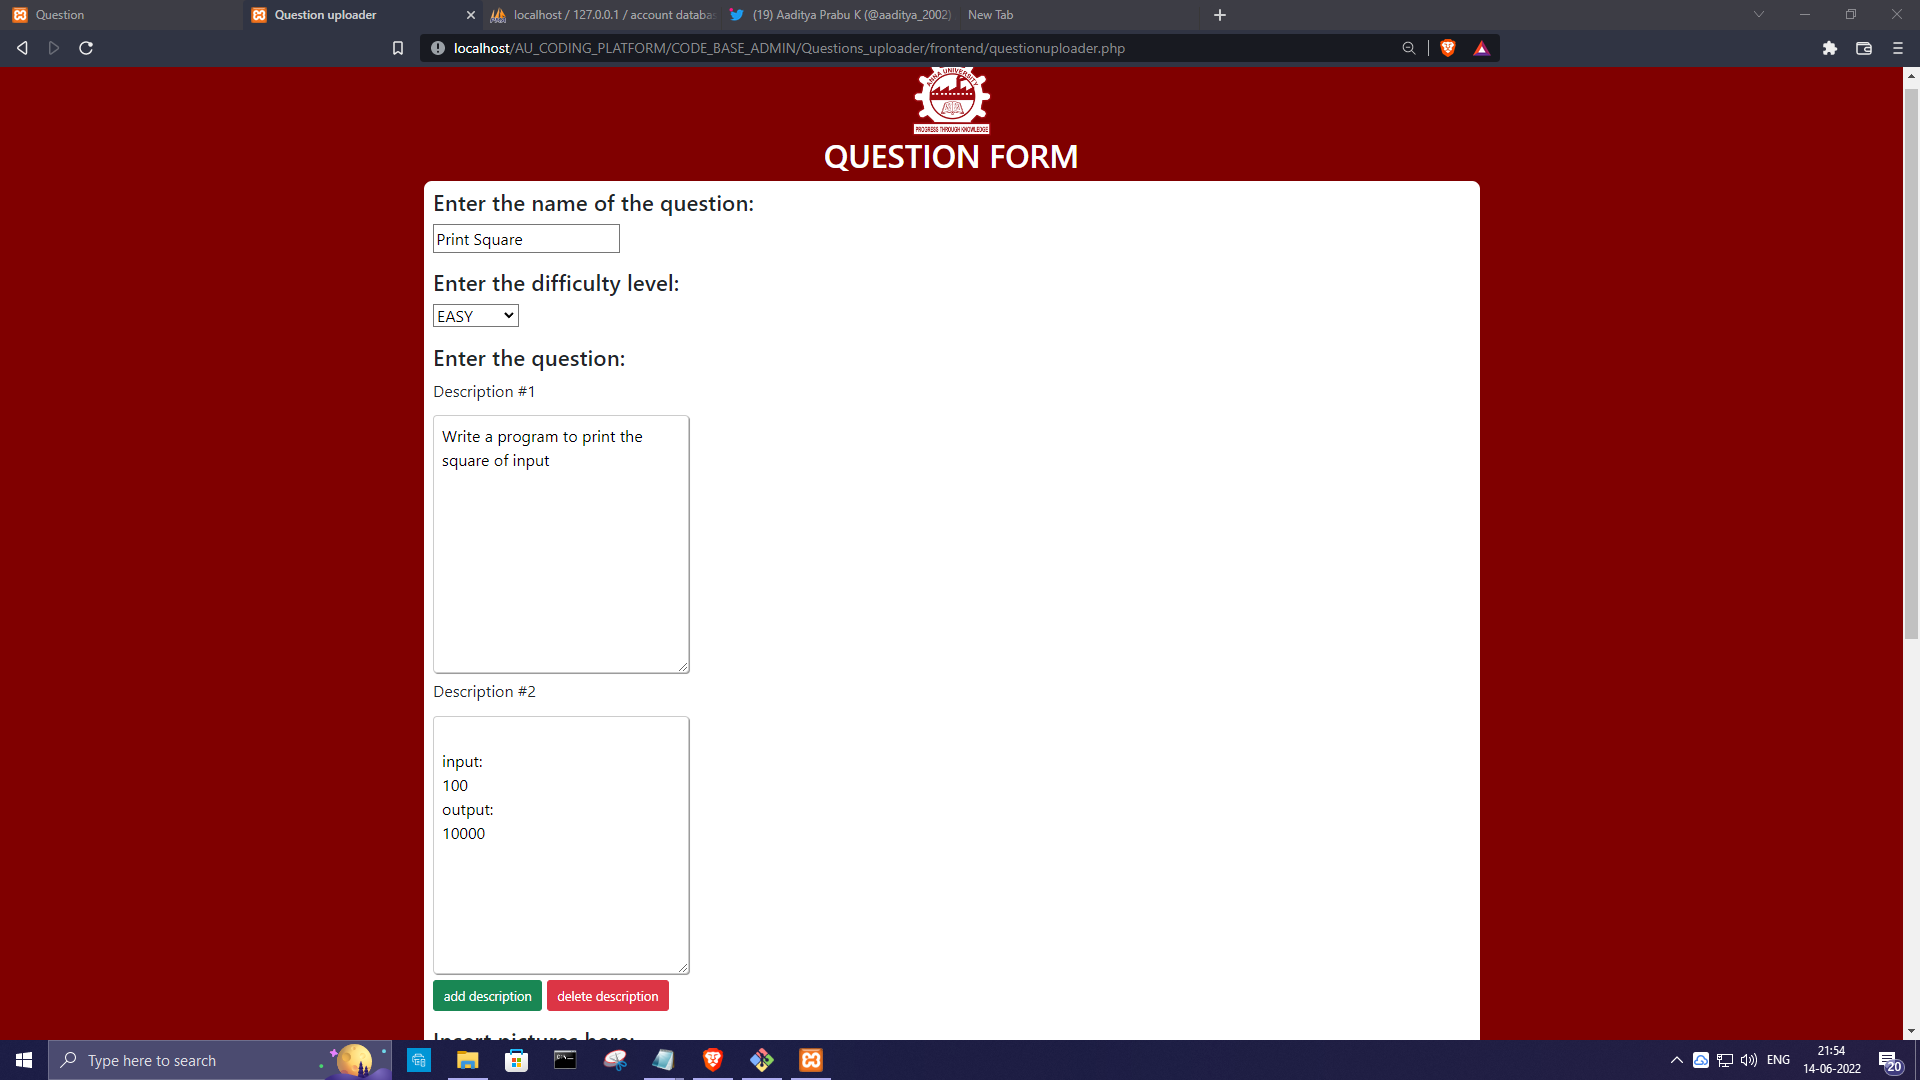 Question
Question uploader
localhost / 127.0.0.1 / account databas
(19) Aaditya Prabu K (@aaditya_2002)
New Tab
localhost/AU_CODING_PLATFORM/CODE_BASE_ADMIN/Questions_uploader/frontend/questionuploader.php
ANNA UNIVERSITY
PROGRESS THROUGH KNOWLEDGE
QUESTION FORM
Enter the name of the question:
Print Square
Enter the difficulty level:
EASY
Enter the question:
Description #1
Write a program to print the
square of input
Description #2
input:
100
output:
10000
add description
delete description
Insert pictures here:
Type here to search
ENG
21:54
14-06-2022
20